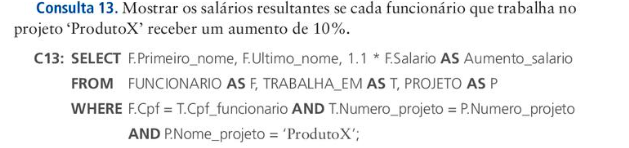 Consulta 13. Mostrar os salários resultantes se cada funcionário que trabalha no
projeto ‘ProdutoX’ receber um aumento de 10%.
C13: SELECT F.Primeiro_nome, F.Ultimo_nome, 1.1 * F.Salario AS Aumento_salario
FROM FUNCIONARIO AS F, TRABALHA_EM AS T, PROJETO AS P
WHERE F.Cpf = T.Cpf_funcionario AND T.Numero_projeto = P.Numero_projeto
AND P.Nome_projeto = ‘ProdutoX’;